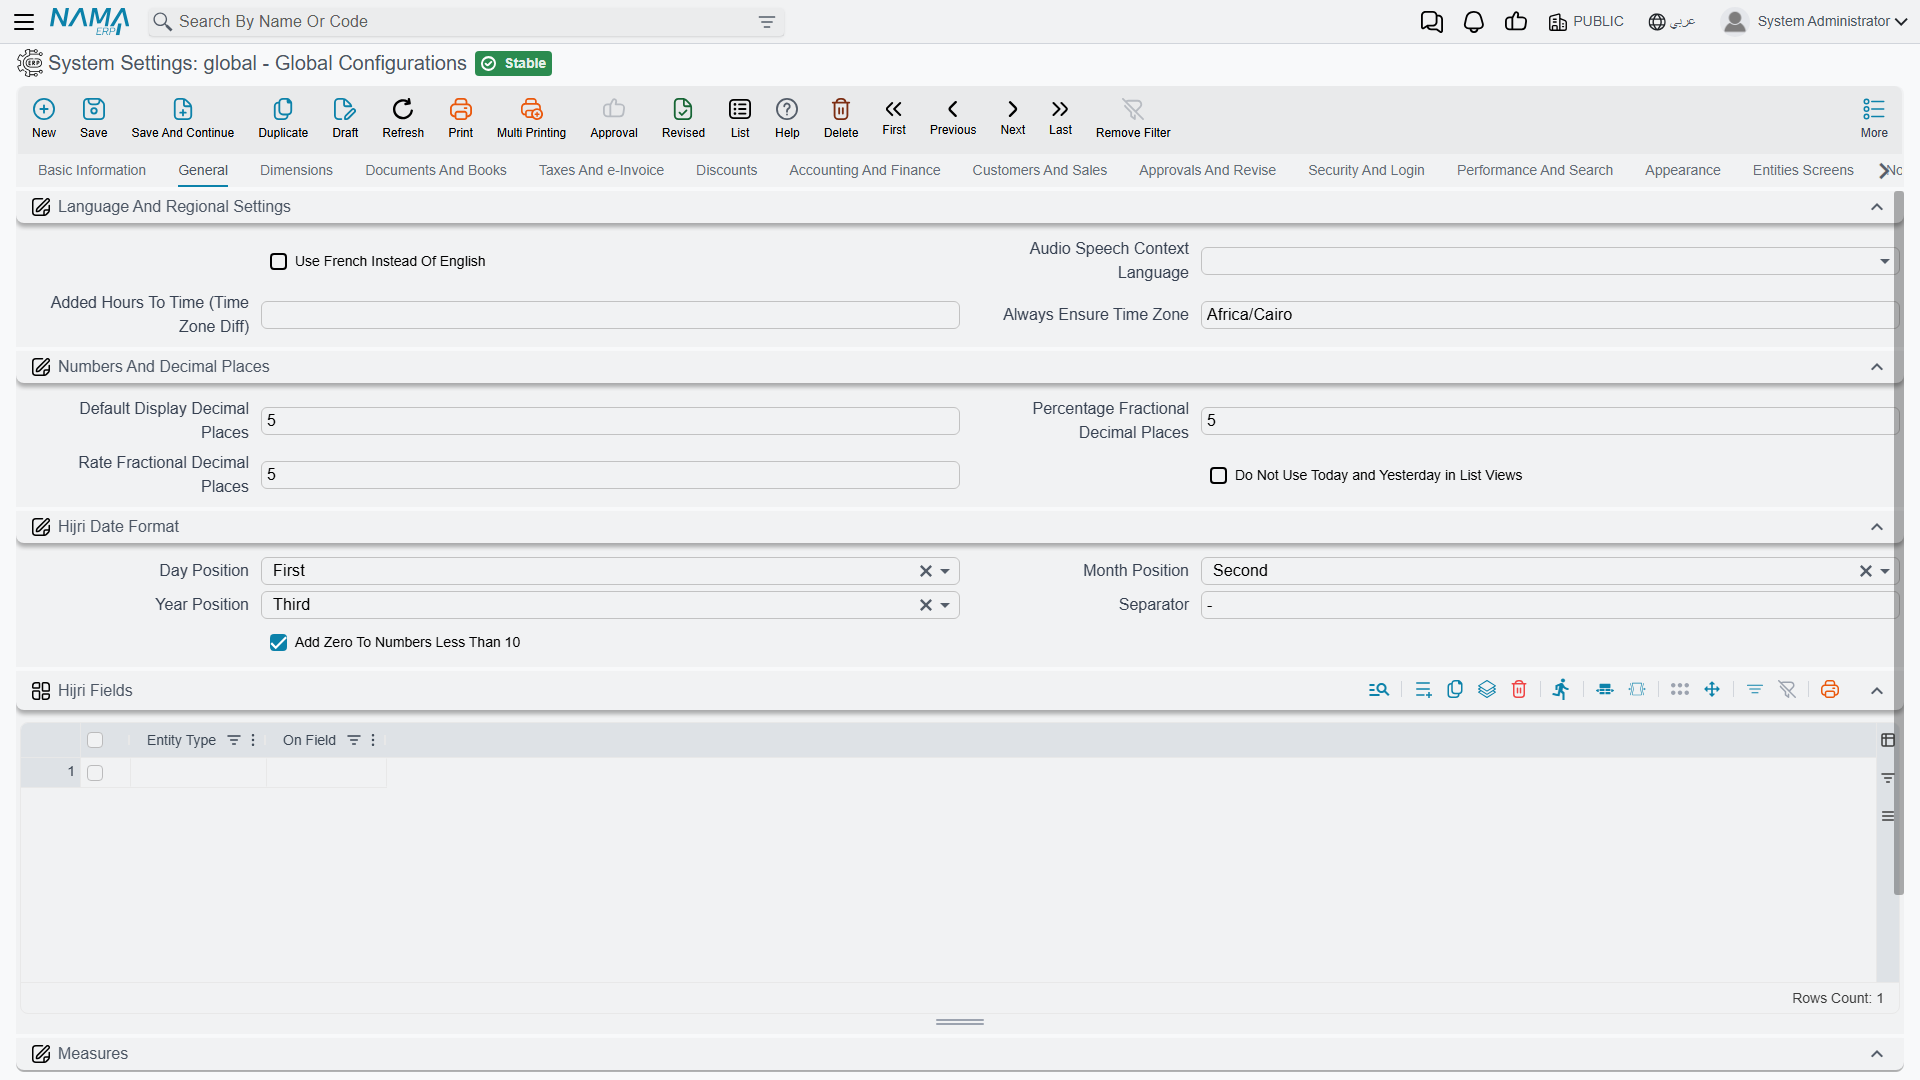 NAMA
ERP
Search By Name Or Code
PUBLIC
عربي
System Administrator
ERP
System Settings: global - Global Configurations
Stable
New
Save
Save And Continue
Duplicate
Draft
Refresh
Print
Multi Printing
Approval
Revised
List
Help
Delete
First
Previous
Next
Last
Remove Filter
More
Basic Information
General
Dimensions
Documents And Books
Taxes And e-Invoice
Discounts
Accounting And Finance
Customers And Sales
Approvals And Revise
Security And Login
Performance And Search
Appearance
Entities Screens
No
Language And Regional Settings
Use French Instead Of English
Audio Speech Context
Language
Added Hours To Time (Time
Zone Diff)
Always Ensure Time Zone
Africa/Cairo
Numbers And Decimal Places
Default Display Decimal
Places
5
Percentage Fractional
Decimal Places
5
Rate Fractional Decimal
Places
5
Do Not Use Today and Yesterday in List Views
Hijri Date Format
Day Position
First
Month Position
Second
Year Position
Third
Separator
-
Add Zero To Numbers Less Than 10
Hijri Fields
Entity Type
On Field
1
Rows Count: 1
Measures